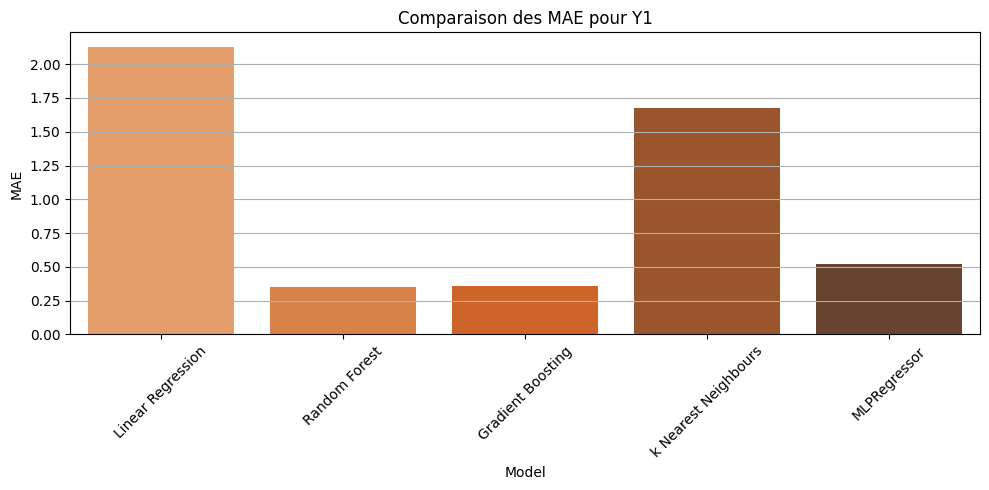 Comparaison des MAE pour Y1
MAE
2.00
1.75
1.50
1.25
1.00
0.75
0.50
0.25
0.00
Linear Regression
Random Forest
Gradient Boosting
k Nearest Neighbours
MLPRegressor
Model